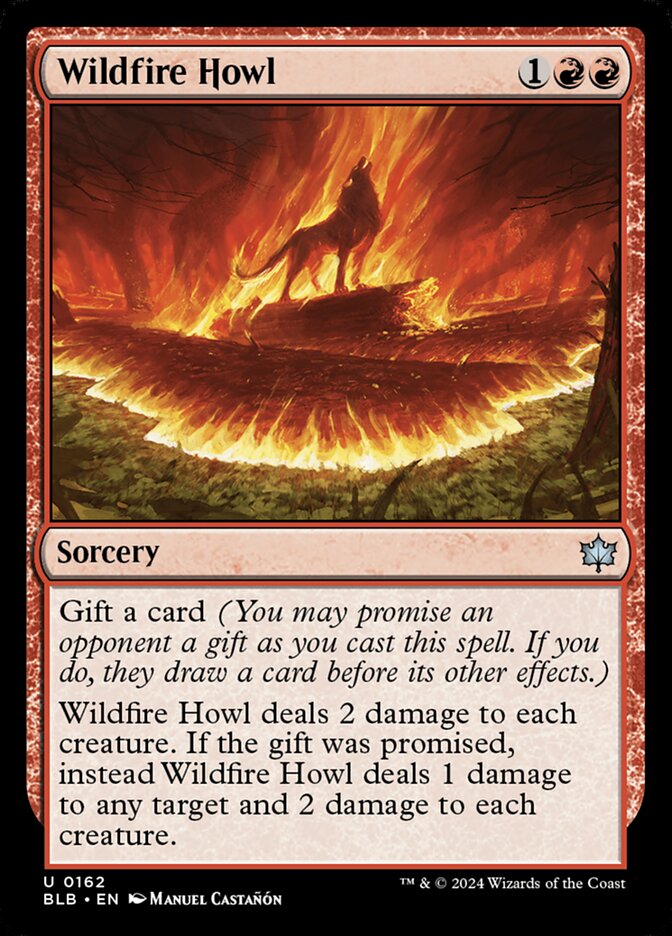 Wildfire Howl 1
Sorcery
Gift a card (You may promise an
opponent a gift as you cast this spell. If you
do, they draw a card before its other effects.)
Wildfire Howl deals 2 damage to each
creature. If the gift was promised,
instead Wildfire Howl deals 1 damage
to any target and 2 damage to each
creature.
U 0162
BLB • EN Manuel Castañón
™ & © 2024 Wizards of the Coast